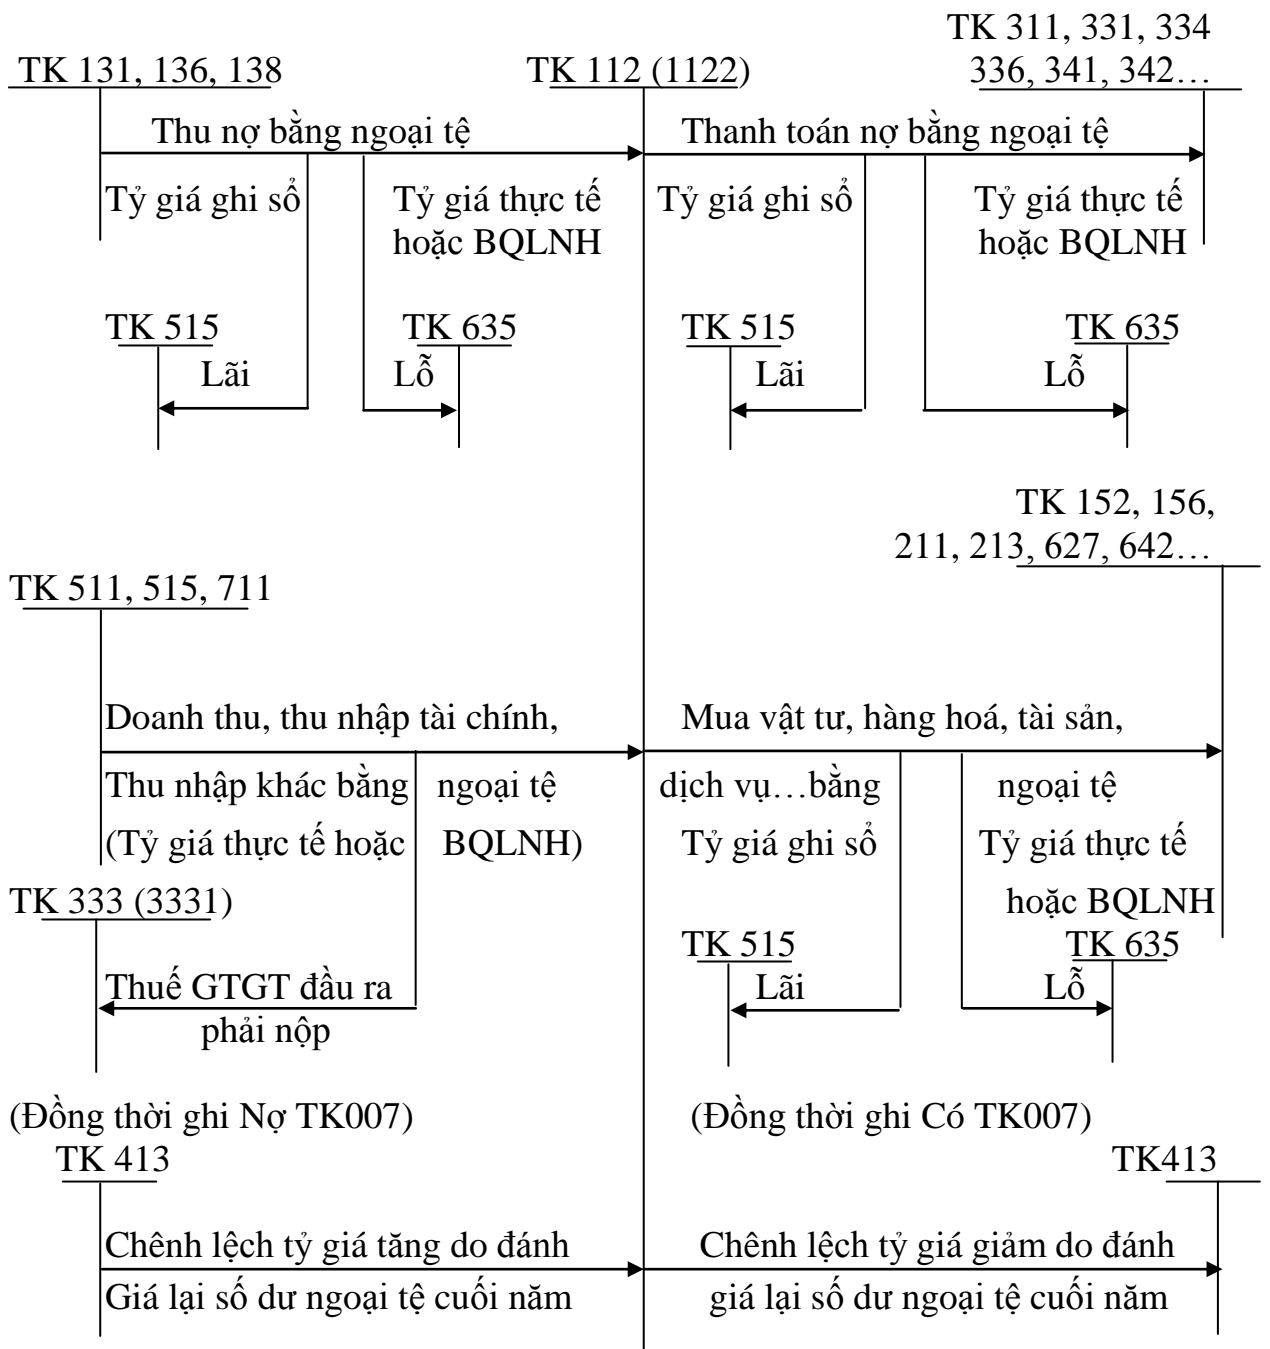 TK 311, 331, 334
TK 131, 136, 138 TK 112 (1122) 336, 341, 342…
Thu nợ bằng ngoại tệ Thanh toán nợ bằng ngoại tệ
Tỷ giá ghi sổ Tỷ giá thực tế Tỷ giá ghi sổ Tỷ giá thực tế
hoặc BQLNH hoặc BQLNH
TK 515 TK 635 TK 515 TK 635
Lãi Lỗ Lãi Lỗ
TK 152, 156,
211, 213, 627, 642…
TK 511, 515, 711
Doanh thu, thu nhập tài chính, Mua vật tư, hàng hoá, tài sản,
Thu nhập khác bằng ngoại tệ dịch vụ…bằng ngoại tệ
(Tỷ giá thực tế hoặc BQLNH) Tỷ giá ghi sổ Tỷ giá thực tế
TK 333 (3331) hoặc BQLNH
TK 515 TK 635
Thuế GTGT đầu ra Lãi Lỗ
phải nộp
(Đồng thời ghi Nợ TK007) (Đồng thời ghi Có TK007)
TK 413 TK413
Chênh lệch tỷ giá tăng do đánh Chênh lệch tỷ giá giảm do đánh
Giá lại số dư ngoại tệ cuối năm giá lại số dư ngoại tệ cuối năm